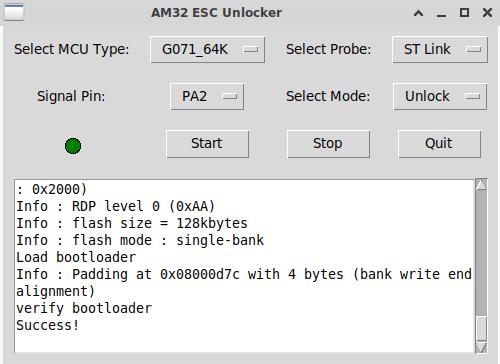 AM32 ESC Unlocker
Select MCU Type: G071_64K Select Probe: ST Link
Signal Pin: PA2 Select Mode: Unlock
Start Stop Quit
: 0x2000)
Info : RDP level 0 (0xAA)
Info : flash size = 128kbytes
Info : flash mode : single-bank
Load bootloader
Info : Padding at 0x08000d7c with 4 bytes (bank write end
alignment)
verify bootloader
Success!